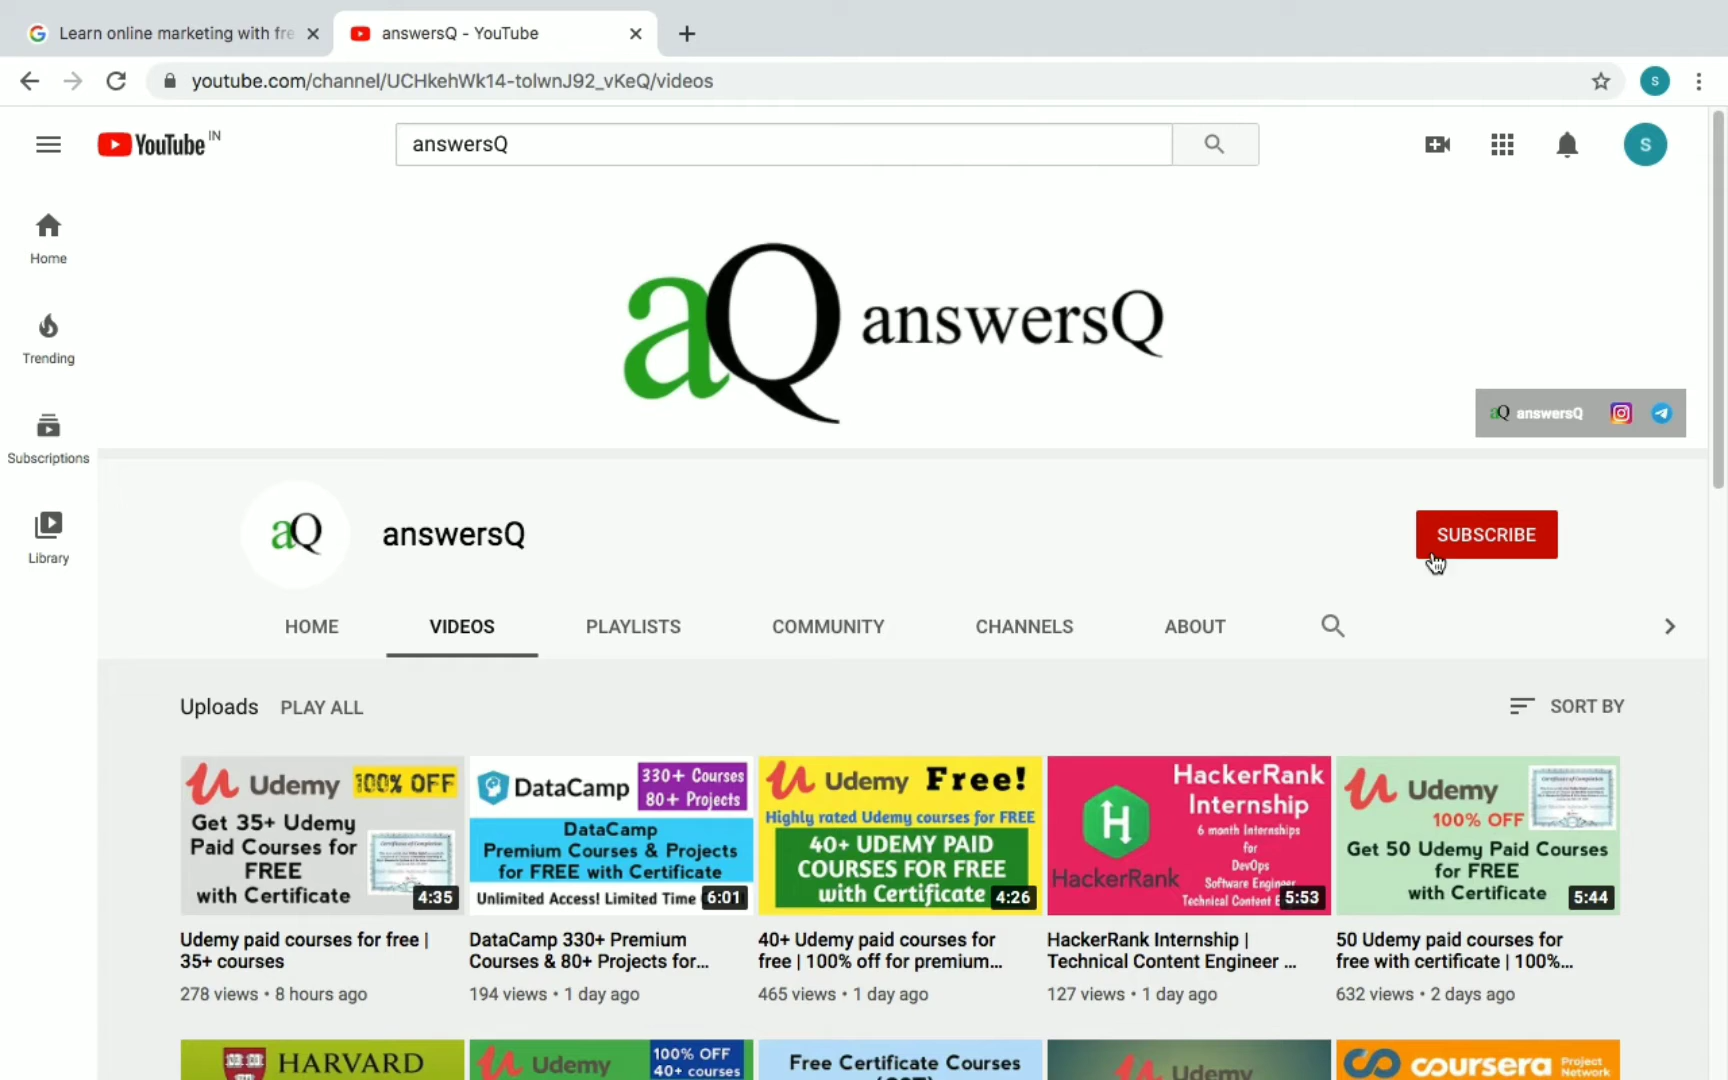 Learn online marketing with fre
answersQ - YouTube
youtube.com/channel/UCHkehWk14-tolwnJ92_vKeQ/videos
S
YouTube IN
answersQ
S
Home
Trending
Subscriptions
Library
aQ answersQ
aQ answersQ
aQ
answersQ
SUBSCRIBE
HOME
VIDEOS
PLAYLISTS
COMMUNITY
CHANNELS
ABOUT
Uploads
PLAY ALL
SORT BY
Udemy 100% OFF
Get 35+ Udemy
Paid Courses for
FREE
with Certificate
4:35
DataCamp
330+ Courses
80+ Projects
DataCamp
Premium Courses & Projects
for FREE with Certificate
Unlimited Access! Limited Time
6:01
Udemy Free!
Highly rated Udemy courses for FREE
40+ UDEMY PAID
COURSES FOR FREE
with Certificate
4:26
HackerRank
Internship
6 month Internships
for
DevOps
Software Engineer
Technical Content E
H
HackerRank
5:53
Udemy
100% OFF
Get 50 Udemy Paid Courses
for FREE
with Certificate
5:44
Udemy paid courses for free |
35+ courses
278 views • 8 hours ago
DataCamp 330+ Premium
Courses & 80+ Projects for...
194 views • 1 day ago
40+ Udemy paid courses for
free | 100% off for premium...
465 views • 1 day ago
HackerRank Internship |
Technical Content Engineer ...
127 views • 1 day ago
50 Udemy paid courses for
free with certificate | 100%...
632 views • 2 days ago
HARVARD
Udemy
100% OFF
40+ courses
Free Certificate Courses
Udemy
coursera
Project
Network